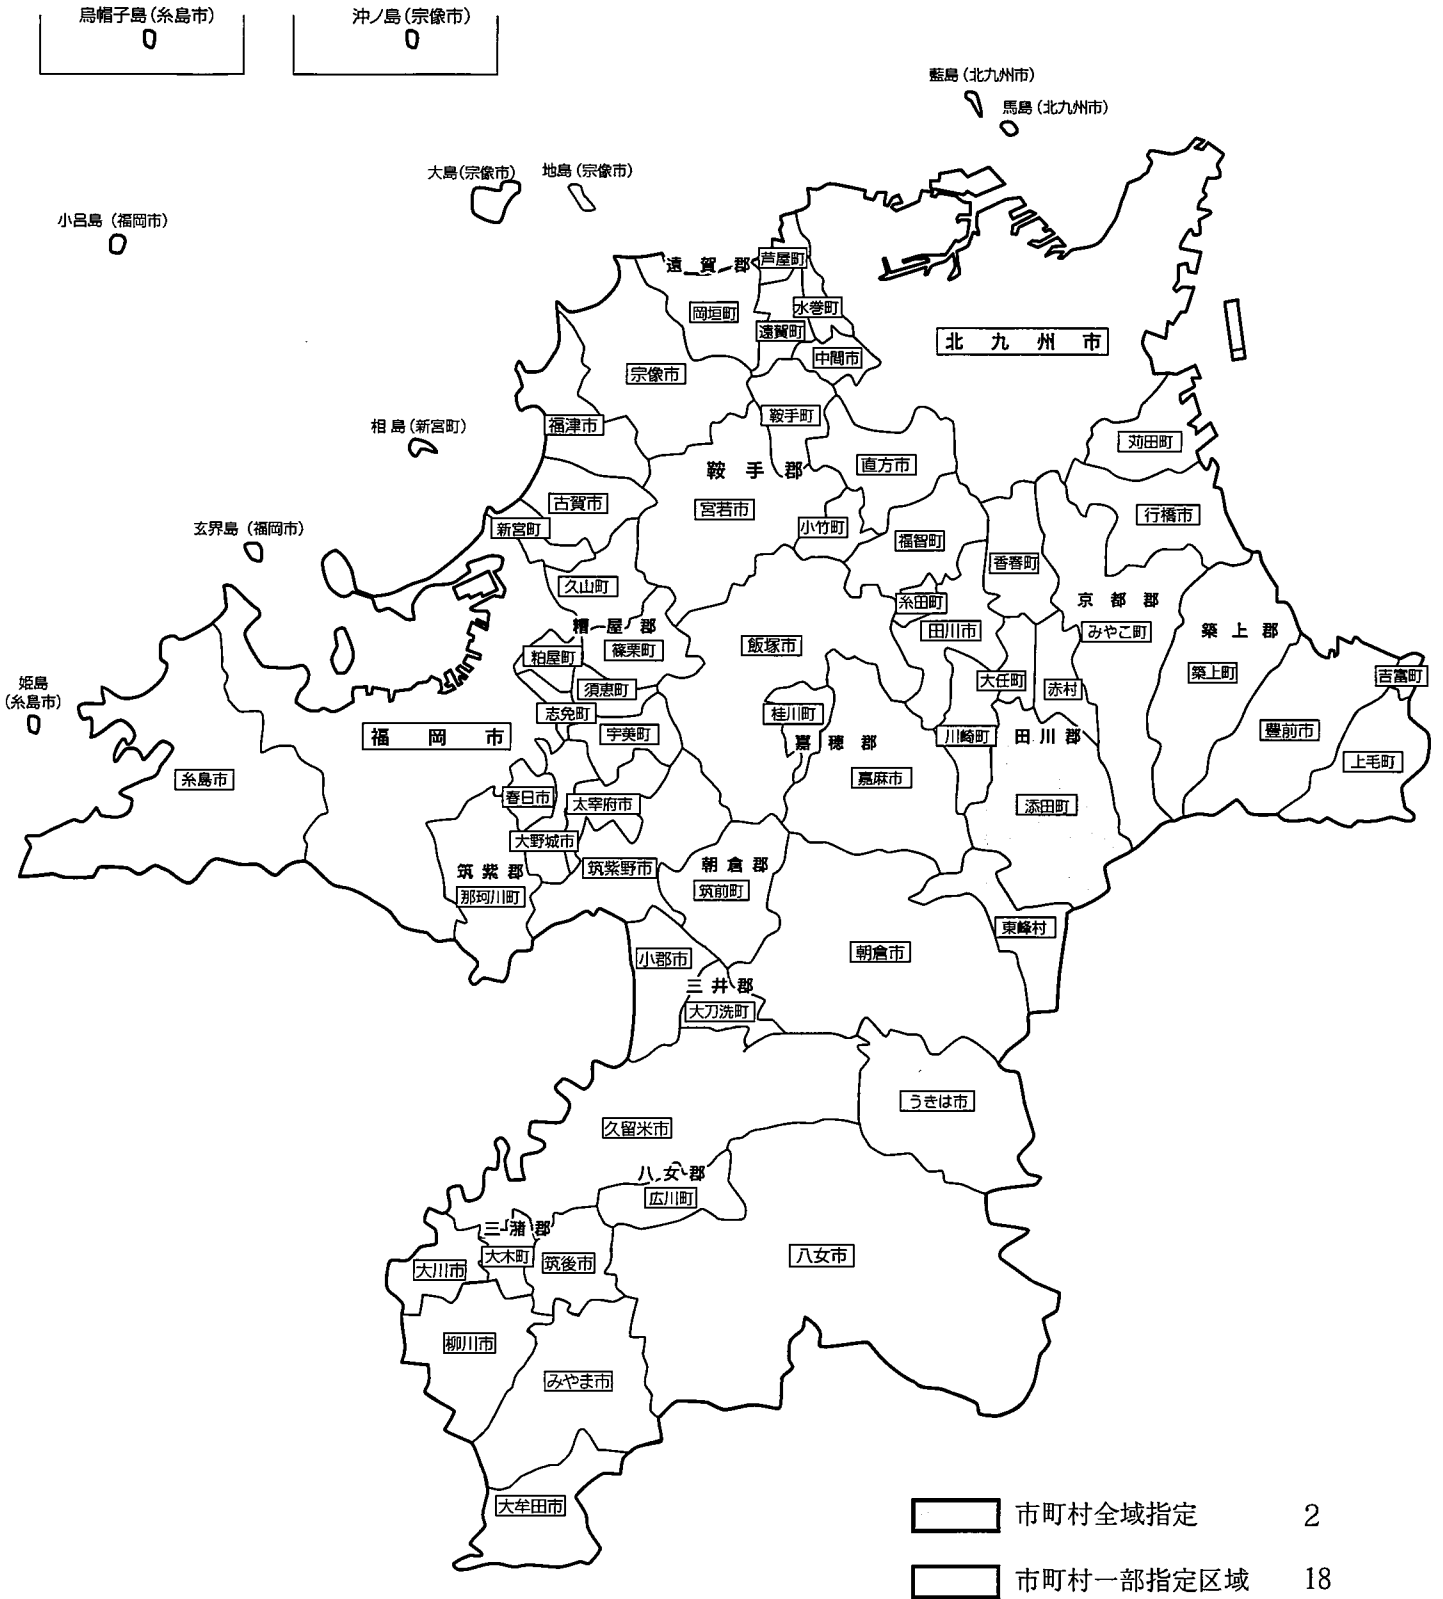 烏帽子島(糸島市)
沖ノ島(宗像市)
藍島(北九州市)
馬島(北九州市)
大島(宗像市)
地島(宗像市)
小呂島(福岡市)
芦屋町
遠賀郡
岡垣町
水巻町
遠賀町
北九州市
中間市
宗像市
鞍手町
福津市
相島(新宮町)
苅田町
直方市
鞍手郡
古賀市
宮若市
行橋市
新宮町
小竹町
玄界島(福岡市)
福智町
香春町
久山町
糸田町
京都郡
糟屋郡
田川市
みやこ町
築上郡
飯塚市
篠栗町
粕屋町
築上町
吉富町
大任町
赤村
須恵町
姫島
(糸島市)
志免町
桂川町
豊前市
宇美町
福岡市
川崎町
田川郡
嘉穂郡
上毛町
糸島市
嘉麻市
春日市
太宰府市
添田町
大野城市
朝倉郡
筑紫野市
筑紫郡
筑前町
那珂川町
東峰村
朝倉市
小郡市
三井郡
大刀洗町
うきは市
久留米市
八女郡
広川町
三潴郡
大木町
八女市
筑後市
大川市
柳川市
みやま市
大牟田市
市町村全域指定 2
市町村一部指定区域 18